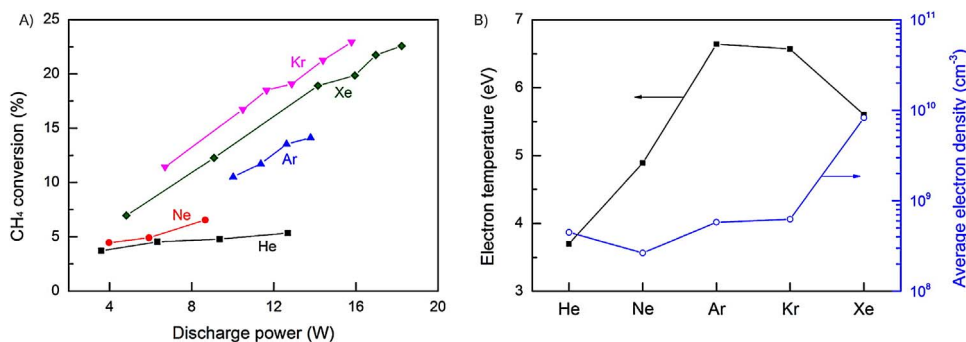 A)
25
20
15
10
5
0
CH₄ conversion (%)
Kr
Xe
Ar
Ne
He
4 8 12 16 20
Discharge power (W)
B)
7
6
5
4
3
Electron temperature (eV)
10¹¹
10¹⁰
10⁹
10⁸
Average electron density (cm⁻³)
He Ne Ar Kr Xe